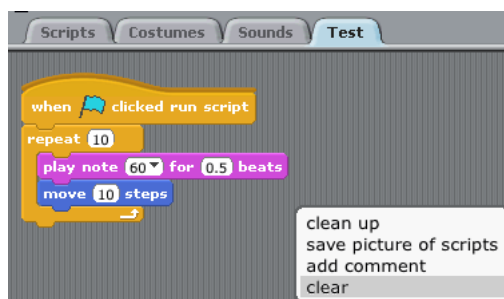 Scripts Costumes Sounds Test
when clicked run script
repeat 10
play note 60 for 0.5 beats
move 10 steps
clean up
save picture of scripts
add comment
clear